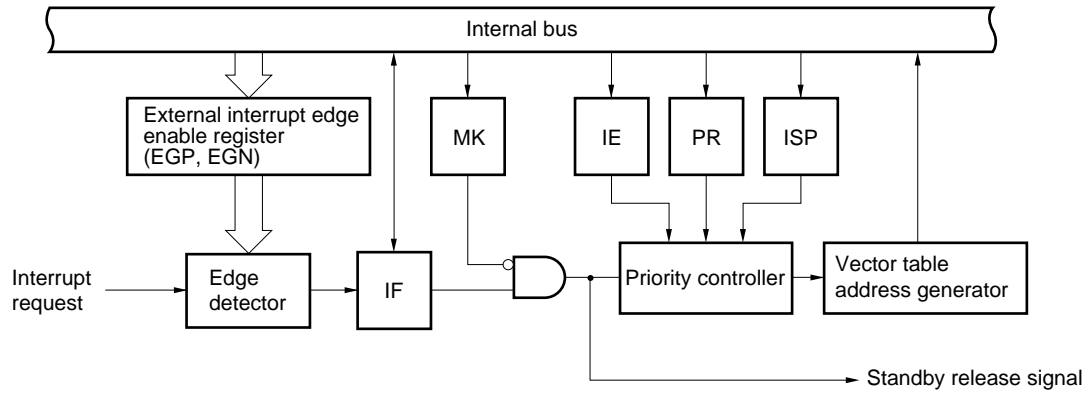 Internal bus
External interrupt edge
enable register
(EGP, EGN)
MK
IE
PR
ISP
Interrupt
request
Edge
detector
IF
Priority controller
Vector table
address generator
Standby release signal